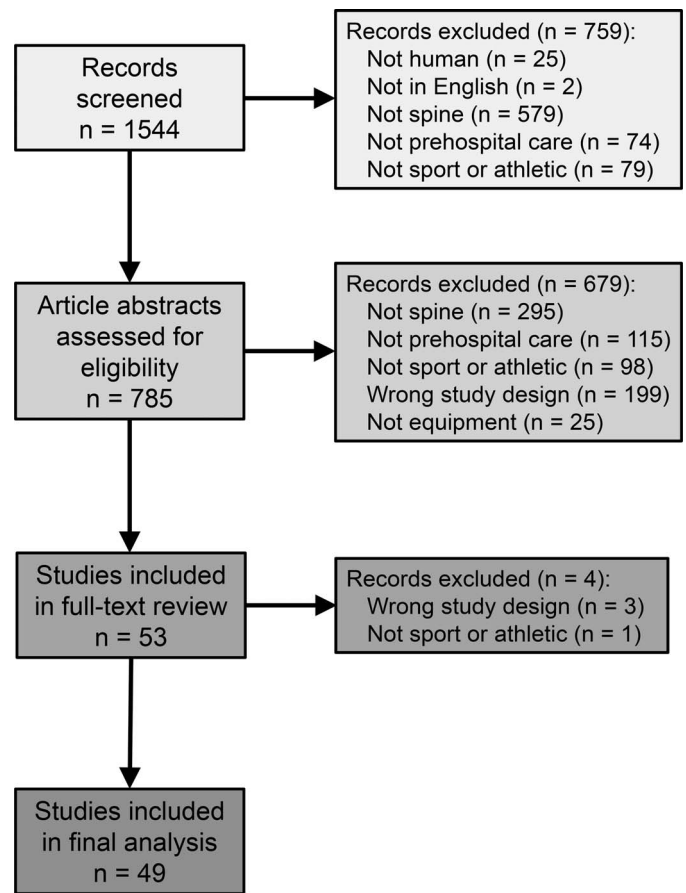 Records
screened
n = 1544
Records excluded (n = 759):
Not human (n = 25)
Not in English (n = 2)
Not spine (n = 579)
Not prehospital care (n = 74)
Not sport or athletic (n = 79)
Article abstracts
assessed for
eligibility
n = 785
Records excluded (n = 679):
Not spine (n = 295)
Not prehospital care (n = 115)
Not sport or athletic (n = 98)
Wrong study design (n = 199)
Not equipment (n = 25)
Studies included
in full-text review
n = 53
Records excluded (n = 4):
Wrong study design (n = 3)
Not sport or athletic (n = 1)
Studies included
in final analysis
n = 49